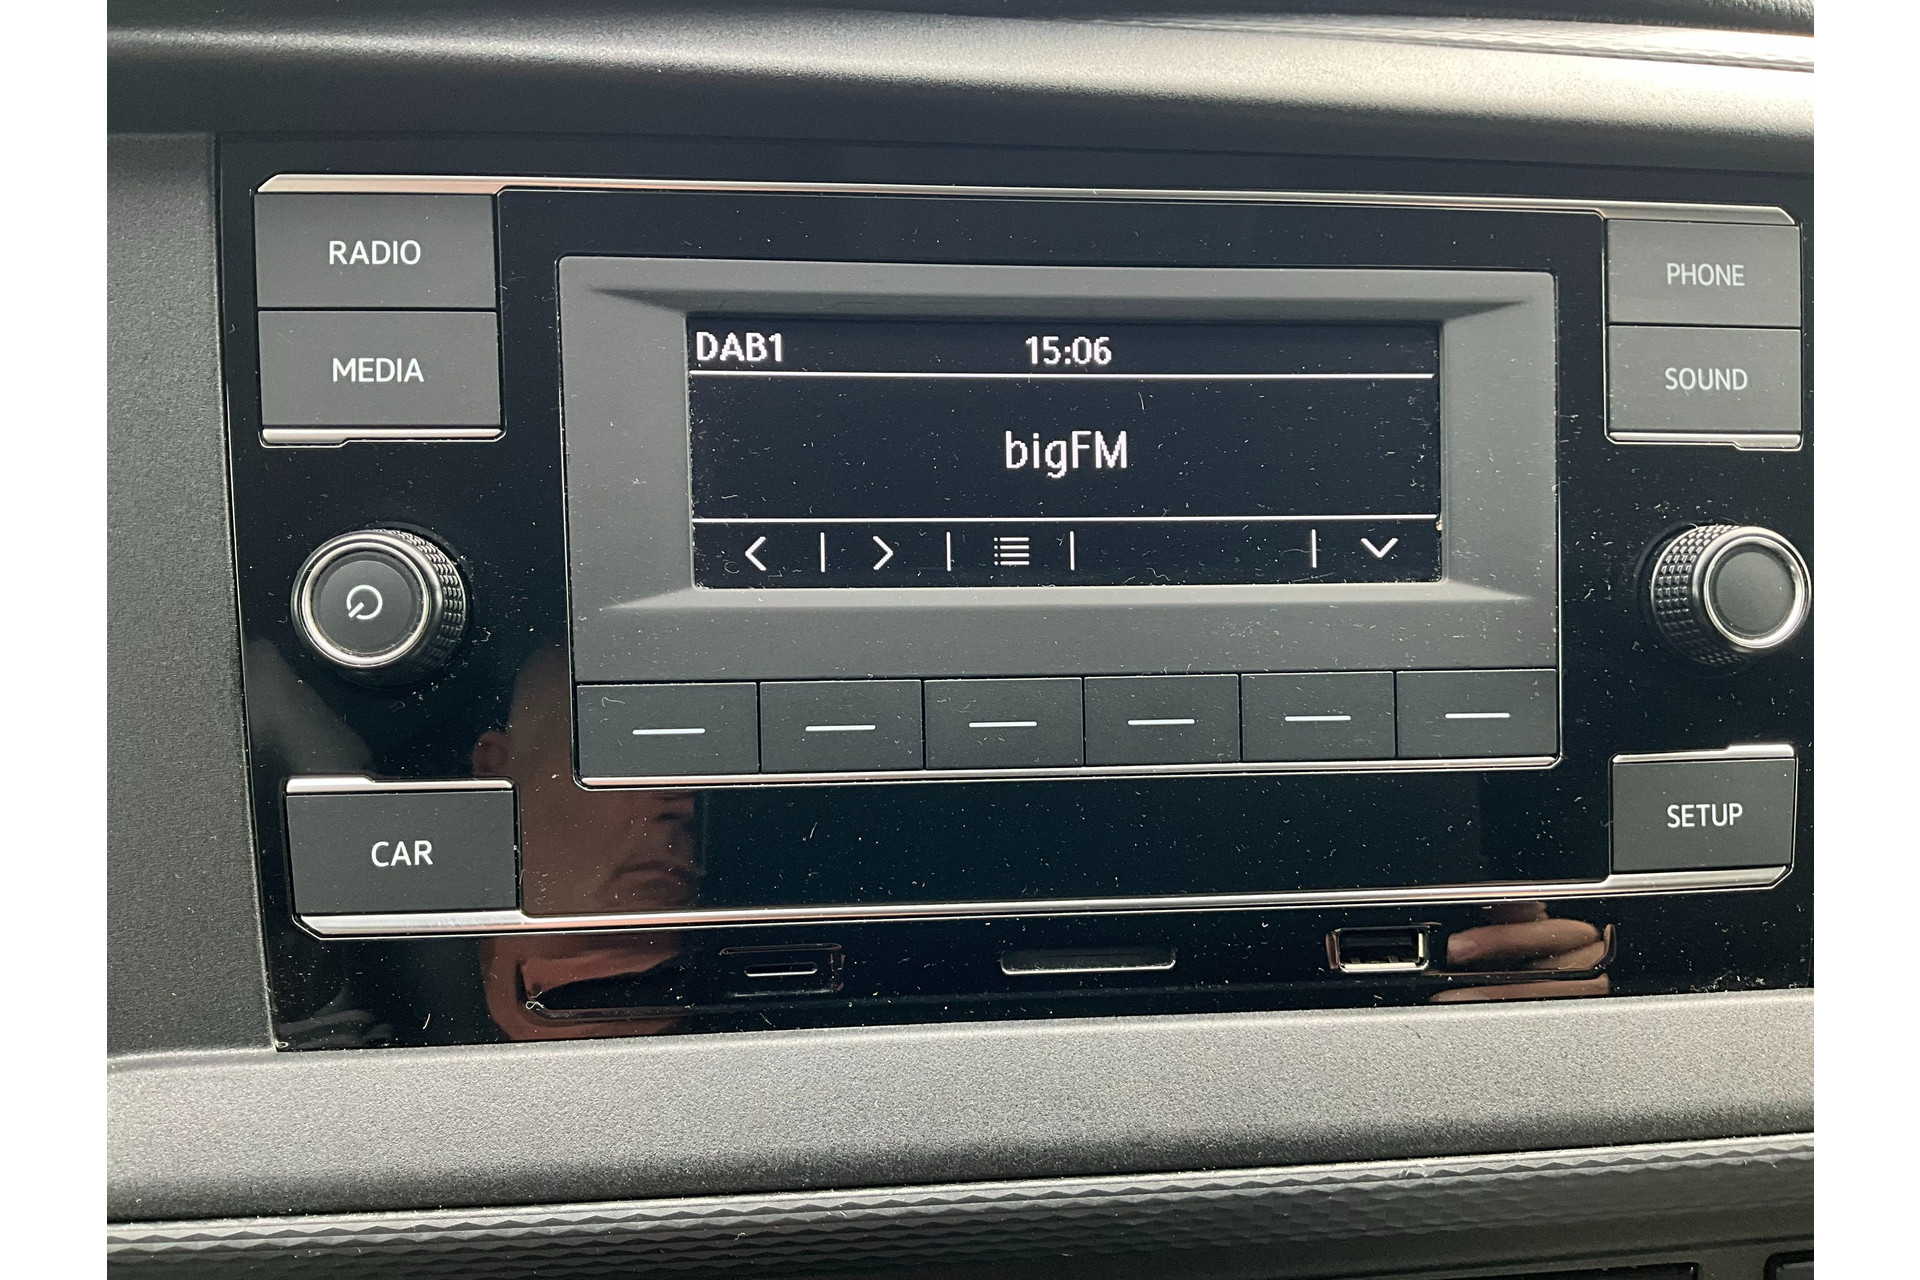 RADIO
MEDIA
DAB1 15:06
bigFM
PHONE
SOUND
CAR
SETUP